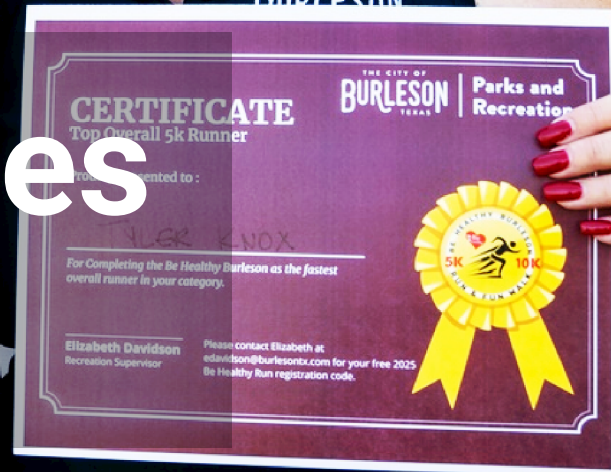 BURLESON
THE CITY OF
BURLESON
TEXAS
Parks and
Recreation
CERTIFICATE
Top Overall 5k Runner
es
Proudly presented to :
TYLER KNOX
For Completing the Be Healthy Burleson as the fastest
overall runner in your category.
BE HEALTHY BURLESON
5K 10K
RUN & FUN WALK
Elizabeth Davidson
Recreation Supervisor
Please contact Elizabeth at
edavidson@burlesontx.com for your free 2025
Be Healthy Run registration code.